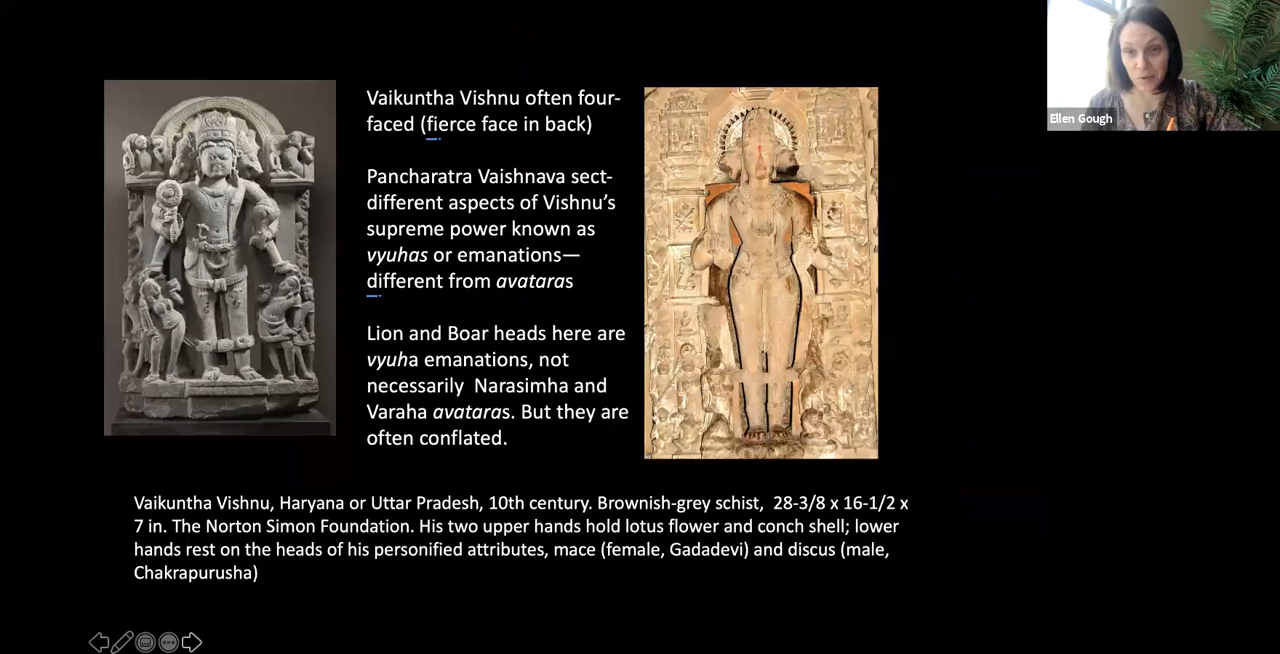 Vaikuntha Vishnu often four-
faced (fierce face in back)
Pancharatra Vaishnava sect-
different aspects of Vishnu's
supreme power known as
vyuhas or emanations—
different from avataras
Lion and Boar heads here are
vyuha emanations, not
necessarily Narasimha and
Varaha avataras. But they are
often conflated.
Vaikuntha Vishnu, Haryana or Uttar Pradesh, 10th century. Brownish-grey schist, 28-3/8 x 16-1/2 x
7 in. The Norton Simon Foundation. His two upper hands hold lotus flower and conch shell; lower
hands rest on the heads of his personified attributes, mace (female, Gadadevi) and discus (male,
Chakrapurusha)
Ellen Gough